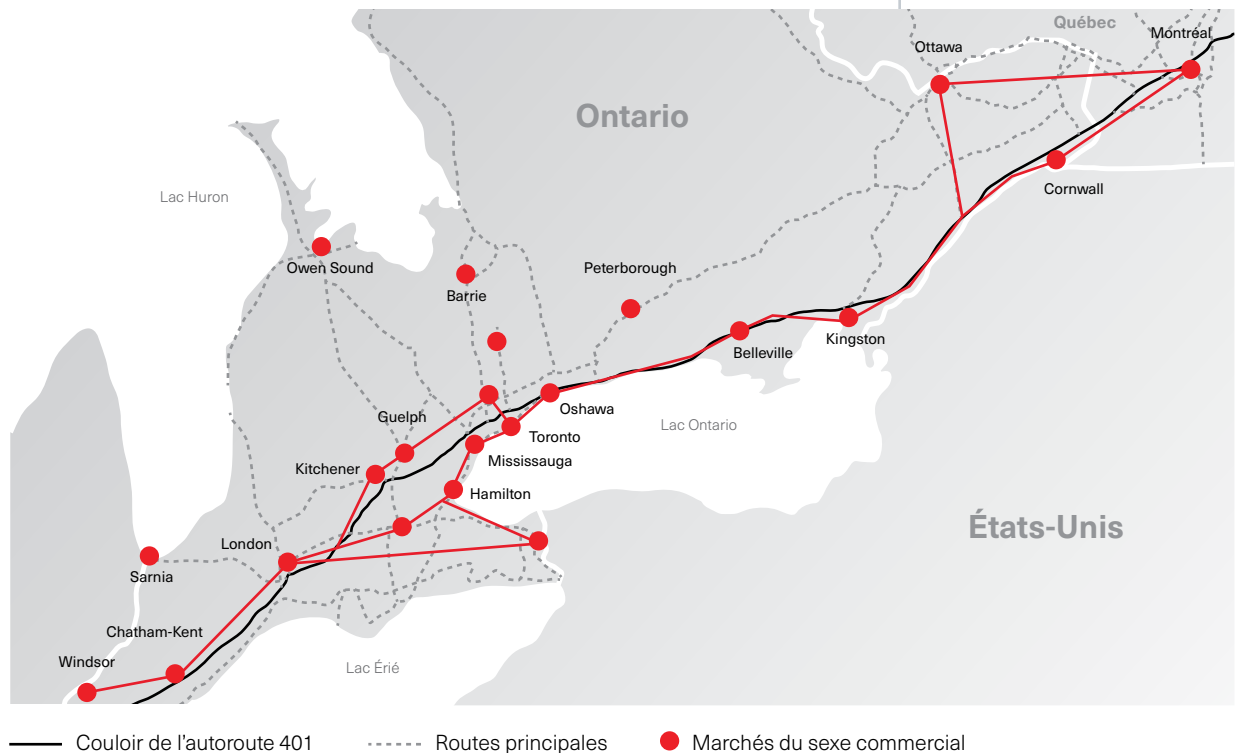 Québec
Montréal
Ottawa
Ontario
Cornwall
Lac Huron
Owen Sound
Barrie
Peterborough
Belleville
Kingston
Guelph
Oshawa
Toronto
Lac Ontario
Mississauga
Kitchener
Hamilton
États-Unis
London
Sarnia
Chatham-Kent
Windsor
Lac Érié
Couloir de l'autoroute 401
Routes principales
Marchés du sexe commercial